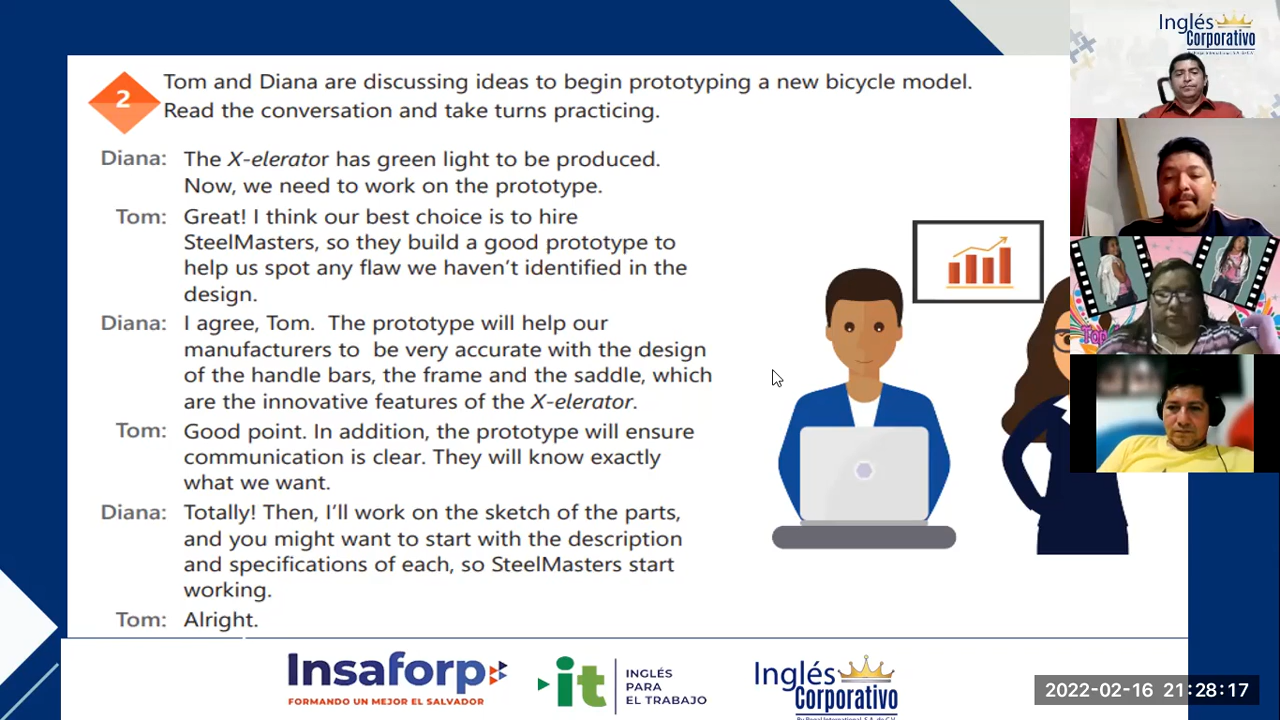 2
Tom and Diana are discussing ideas to begin prototyping a new bicycle model.
Read the conversation and take turns practicing.
Diana: The X-elerator has green light to be produced.
Now, we need to work on the prototype.
Tom: Great! I think our best choice is to hire
SteelMasters, so they build a good prototype to
help us spot any flaw we haven't identified in the
design.
Diana: I agree, Tom. The prototype will help our
manufacturers to be very accurate with the design
of the handle bars, the frame and the saddle, which
are the innovative features of the X-elerator.
Tom: Good point. In addition, the prototype will ensure
communication is clear. They will know exactly
what we want.
Diana: Totally! Then, I'll work on the sketch of the parts,
and you might want to start with the description
and specifications of each, so SteelMasters start
working.
Tom: Alright.
Insaforp
FORMANDO UN MEJOR EL SALVADOR
it
INGLÉS
PARA
EL TRABAJO
Inglés
Corporativo
Inglés
Corporativo
Top
2022-02-16 21:28:17